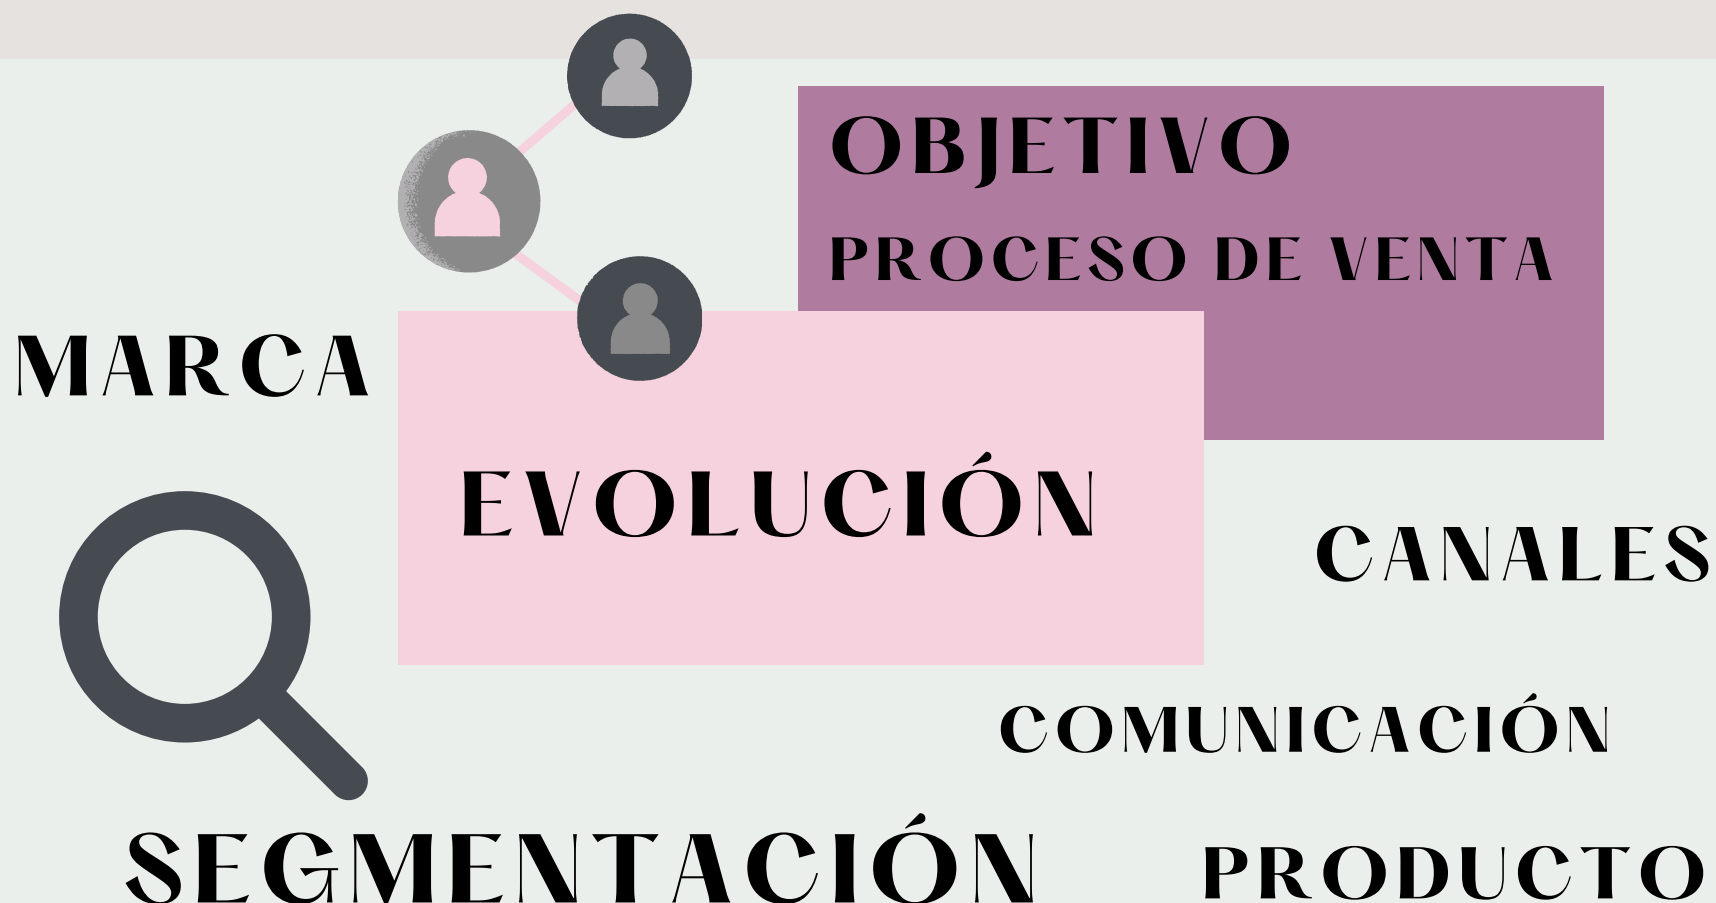 OBJETIVO
PROCESO DE VENTA
MARCA
EVOLUCIÓN
CANALES
COMUNICACIÓN
SEGMENTACIÓN
PRODUCTO